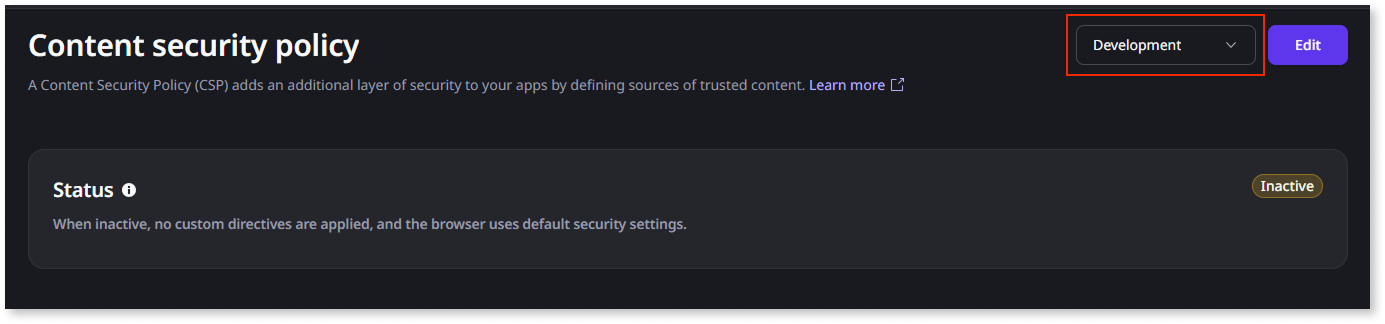 Content security policy
Development
Edit
A Content Security Policy (CSP) adds an additional layer of security to your apps by defining sources of trusted content. Learn more
Status
Inactive
When inactive, no custom directives are applied, and the browser uses default security settings.